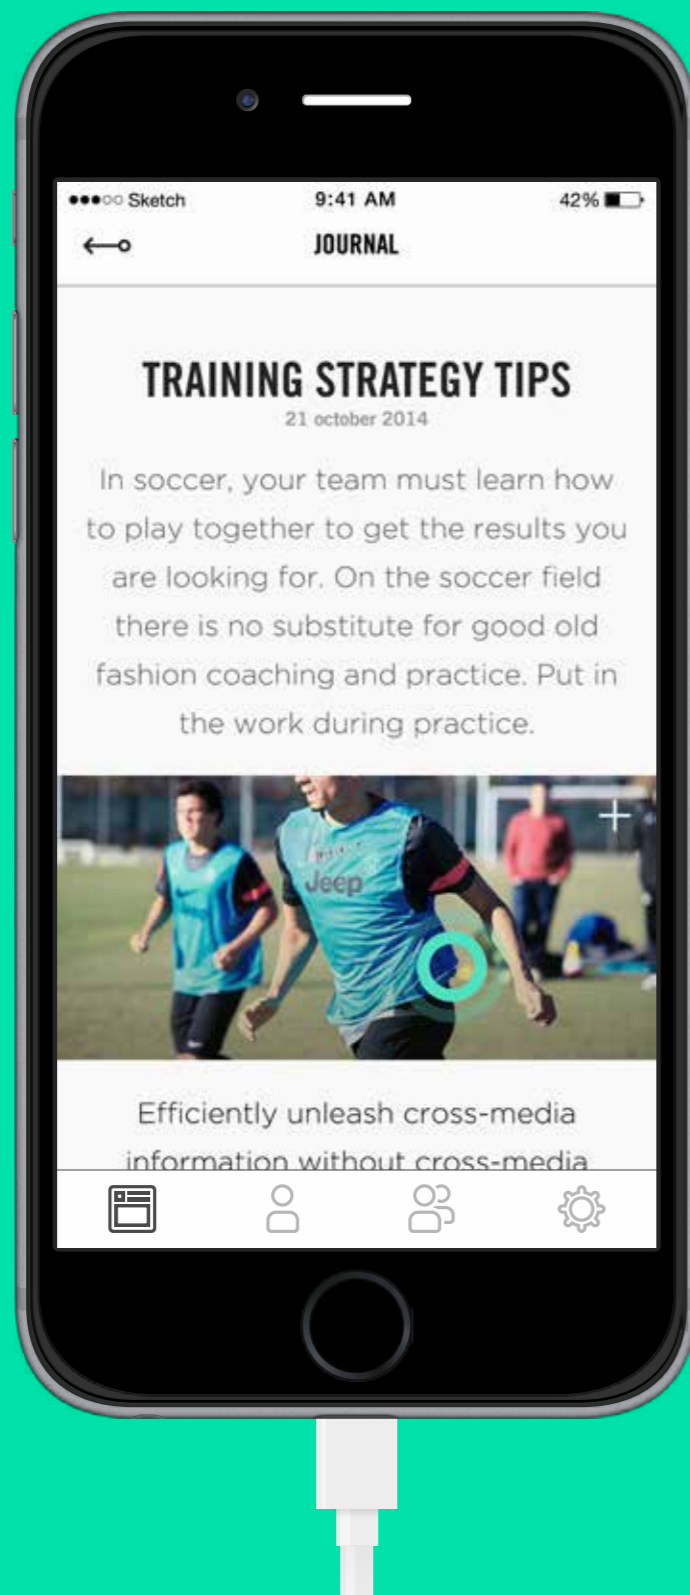 Sketch
9:41 AM
42%
JOURNAL
TRAINING STRATEGY TIPS
21 october 2014
In soccer, your team must learn how
to play together to get the results you
are looking for. On the soccer field
there is no substitute for good old
fashion coaching and practice. Put in
the work during practice.
Jeep
Efficiently unleash cross-media
information without cross-media